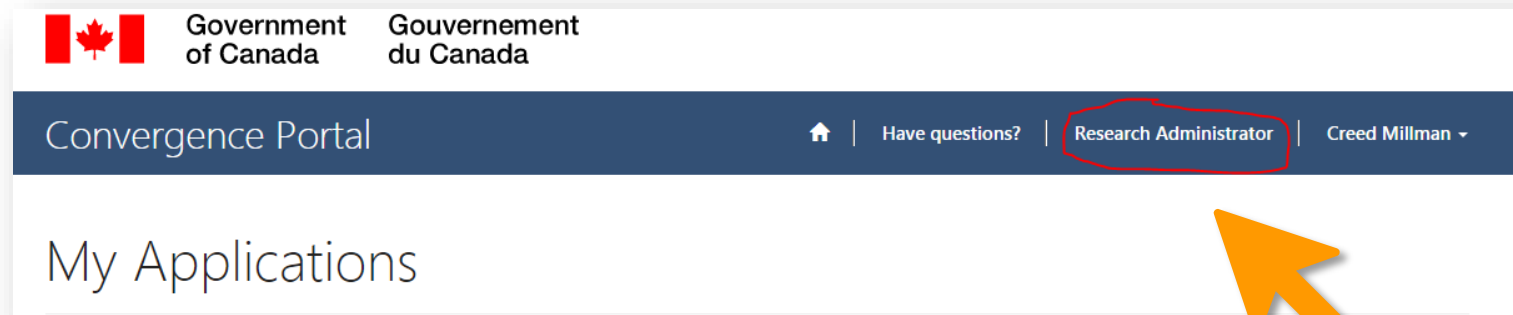 Government Gouvernement
of Canada du Canada
Convergence Portal Have questions? Research Administrator Creed Millman
My Applications